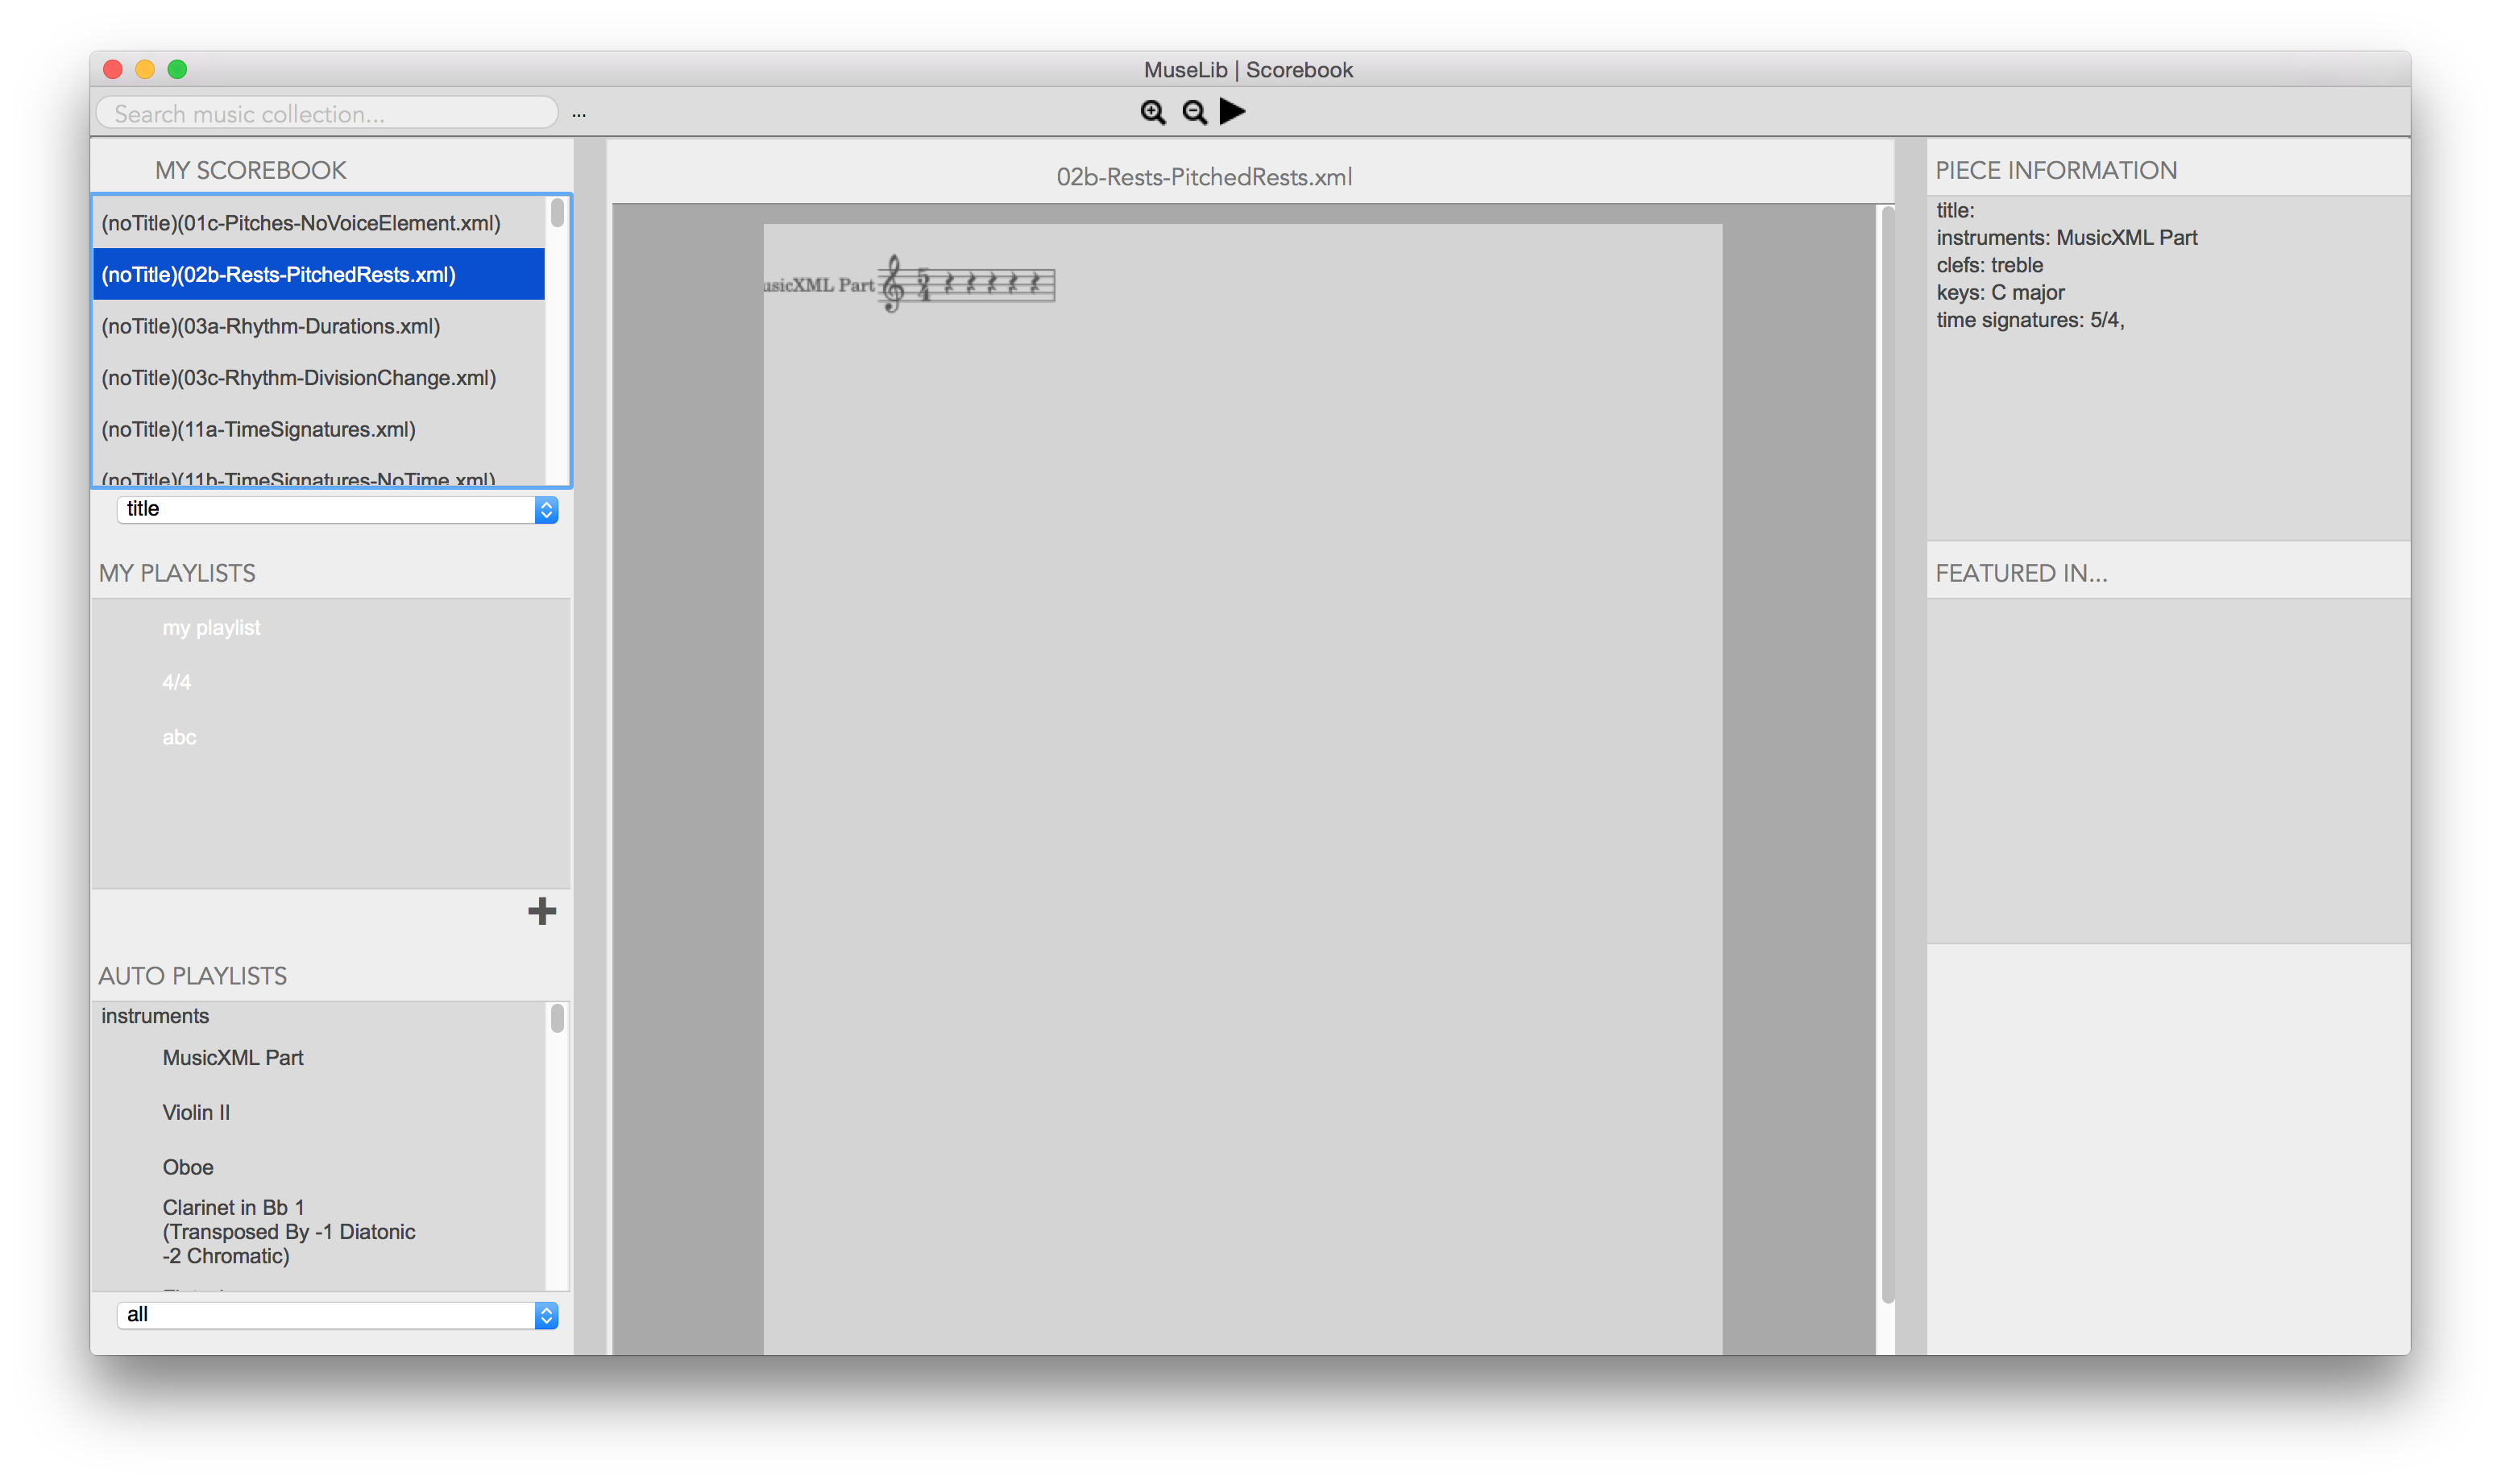 MuseLib | Scorebook
Search music collection...
...
MY SCOREBOOK
(noTitle)(01c-Pitches-NoVoiceElement.xml)
(noTitle)(02b-Rests-PitchedRests.xml)
(noTitle)(03a-Rhythm-Durations.xml)
(noTitle)(03c-Rhythm-DivisionChange.xml)
(noTitle)(11a-TimeSignatures.xml)
(noTitle)(11b-TimeSignatures-NoTime.xml)
title
MY PLAYLISTS
my playlist
4/4
abc
AUTO PLAYLISTS
instruments
MusicXML Part
Violin II
Oboe
Clarinet in Bb 1
(Transposed By -1 Diatonic
-2 Chromatic)
all
02b-Rests-PitchedRests.xml
usicXML Part
5
4
PIECE INFORMATION
title:
instruments: MusicXML Part
clefs: treble
keys: C major
time signatures: 5/4,
FEATURED IN...